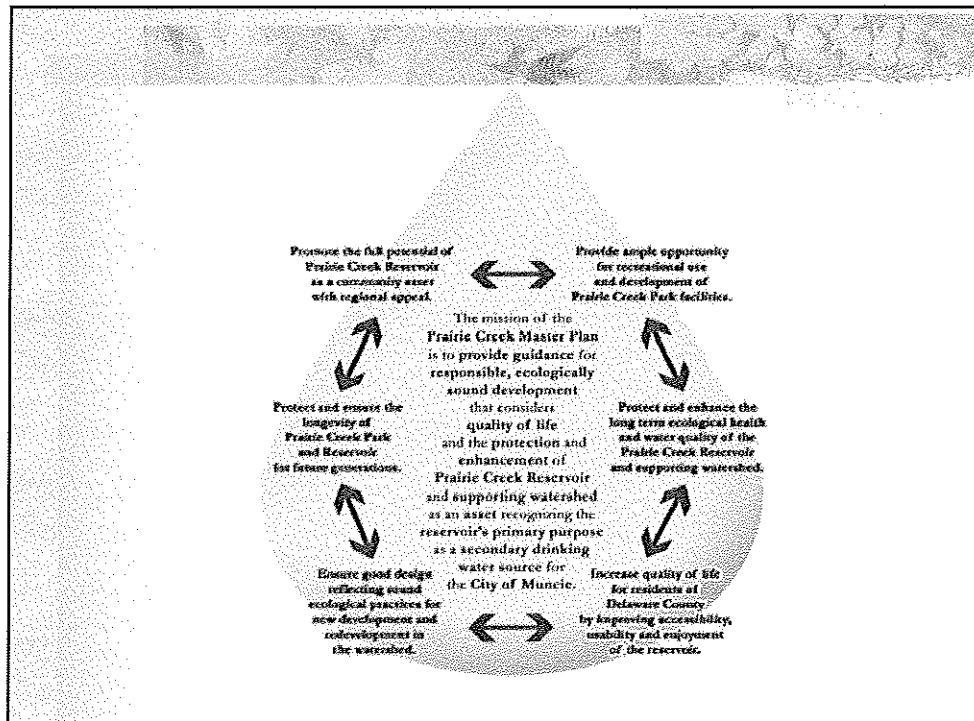 Promote the full potential of
Prairie Creek Reservoir
as a community asset
with regional appeal.
Provide ample opportunity
for recreational use
and development of
Prairie Creek Park facilities.
The mission of the
Prairie Creek Master Plan
is to provide guidance for
responsible, ecologically
sound development
that considers
quality of life
and the protection and
enhancement of
Prairie Creek Reservoir
and supporting watershed
as an asset recognizing the
reservoir's primary purpose
as a secondary drinking
water source for
the City of Muncie.
Protect and ensure the
longevity of
Prairie Creek Park
and Reservoir
for future generations.
Protect and enhance the
long term ecological health
and water quality of the
Prairie Creek Reservoir
and supporting watershed.
Ensure good design
reflecting sound
ecological practices for
new development and
redevelopment in
the watershed.
Increase quality of life
for residents of
Delaware County
by improving accessibility,
usability and enjoyment
of the reservoir.